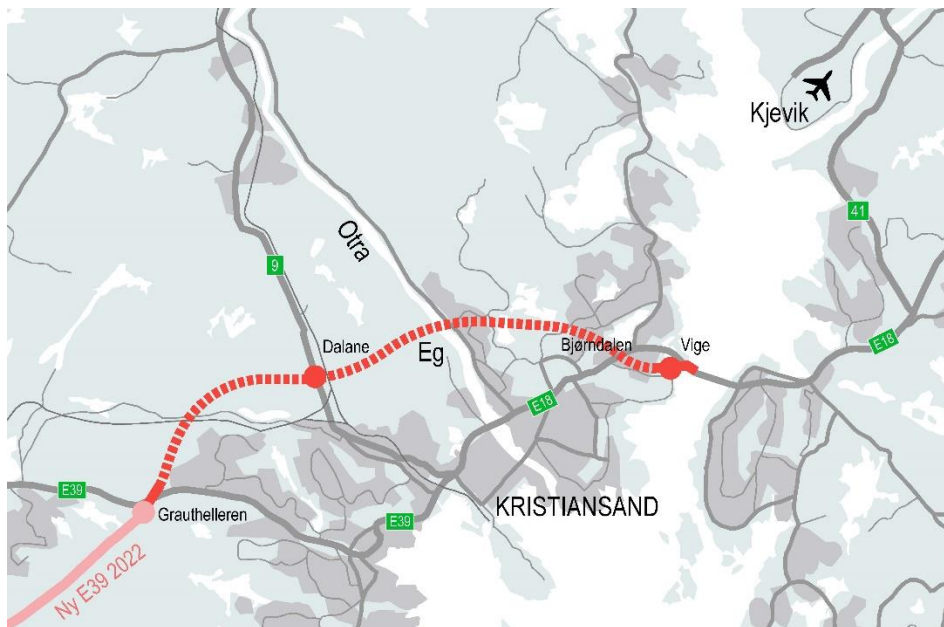 Kjevik
41
Otra
9
E18
Dalane
Eg
Bjørndalen
Vige
E18
E39
Grauthelleren
KRISTIANSAND
E39
Ny E39 2022